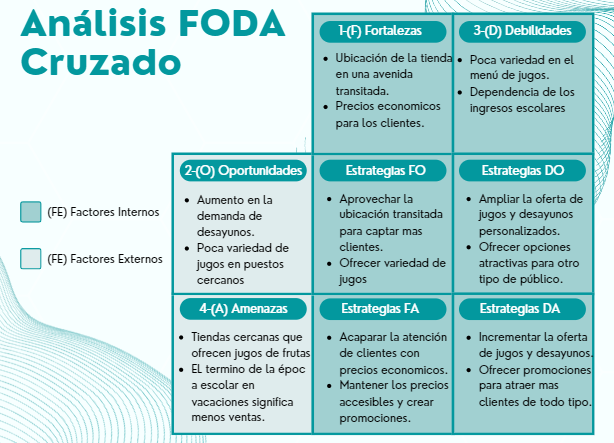 Análisis FODA
Cruzado
1-(F) Fortalezas
Ubicación de la tienda
en una avenida
transitada.
Precios economicos
para los clientes.
3-(D) Debilidades
Poca variedad en el
menú de jugos.
Dependencia de los
ingresos escolares
(FE) Factores Internos
(FE) Factores Externos
2-(O) Oportunidades
Aumento en la
demanda de
desayunos.
Poca variedad de
jugos en puestos
cercanos
Estrategias FO
Aprovechar la
ubicación transitada
para captar mas
clientes.
Ofrecer variedad de
jugos
Estrategias DO
Ampliar la oferta de
jugos y desayunos
personalizados.
Ofrecer opciones
atractivas para otro
tipo de público.
4-(A) Amenazas
Tiendas cercanas que
ofrecen jugos de frutas
EL termino de la époc
a escolar en
vacaciones significa
menos ventas.
Estrategias FA
Acaparar la atención
de clientes con
precios economicos.
Mantener los precios
accesibles y crear
promociones.
Estrategias DA
Incrementar la oferta
de jugos y desayunos.
Ofrecer promociones
para atraer mas
clientes de todo tipo.